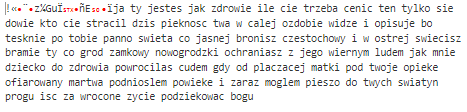 ija ty jestes jak zdrowie ile cie trzeba cenic ten tylko sie
dowie kto cie stracil dzis pieknosc twa w calej ozdobie widze i opisuje bo
tesknie po tobie panno swieta co jasnej bronisz czestochowy i w ostrej swiecisz
bramie ty co grod zamkowy nowogrodzki ochraniasz z jego wiernym ludem jak mnie
dziecko do zdrowia powrocilas cudem gdy od placzacej matki pod twoje opieke
ofiarowany martwa podnioslem powieke i zaraz moglem pieszo do twych swiatyn
progu isc za wrocone zycie podziekowac bogu